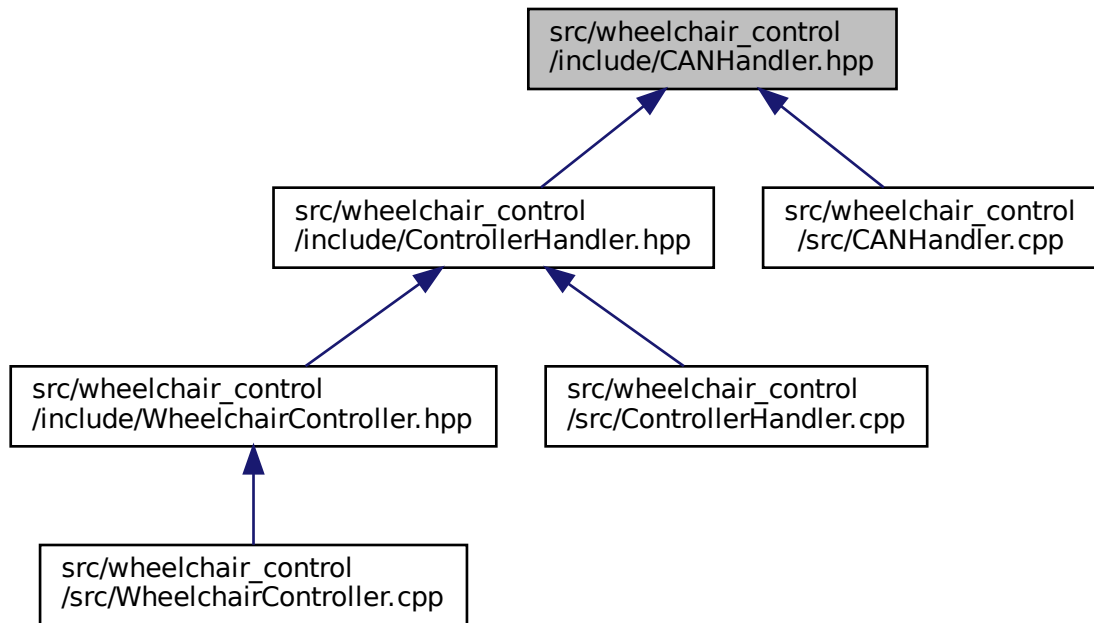 src/wheelchair_control
/include/CANHandler.hpp
src/wheelchair_control
/include/ControllerHandler.hpp
src/wheelchair_control
/src/CANHandler.cpp
src/wheelchair_control
/include/WheelchairController.hpp
src/wheelchair_control
/src/ControllerHandler.cpp
src/wheelchair_control
/src/WheelchairController.cpp